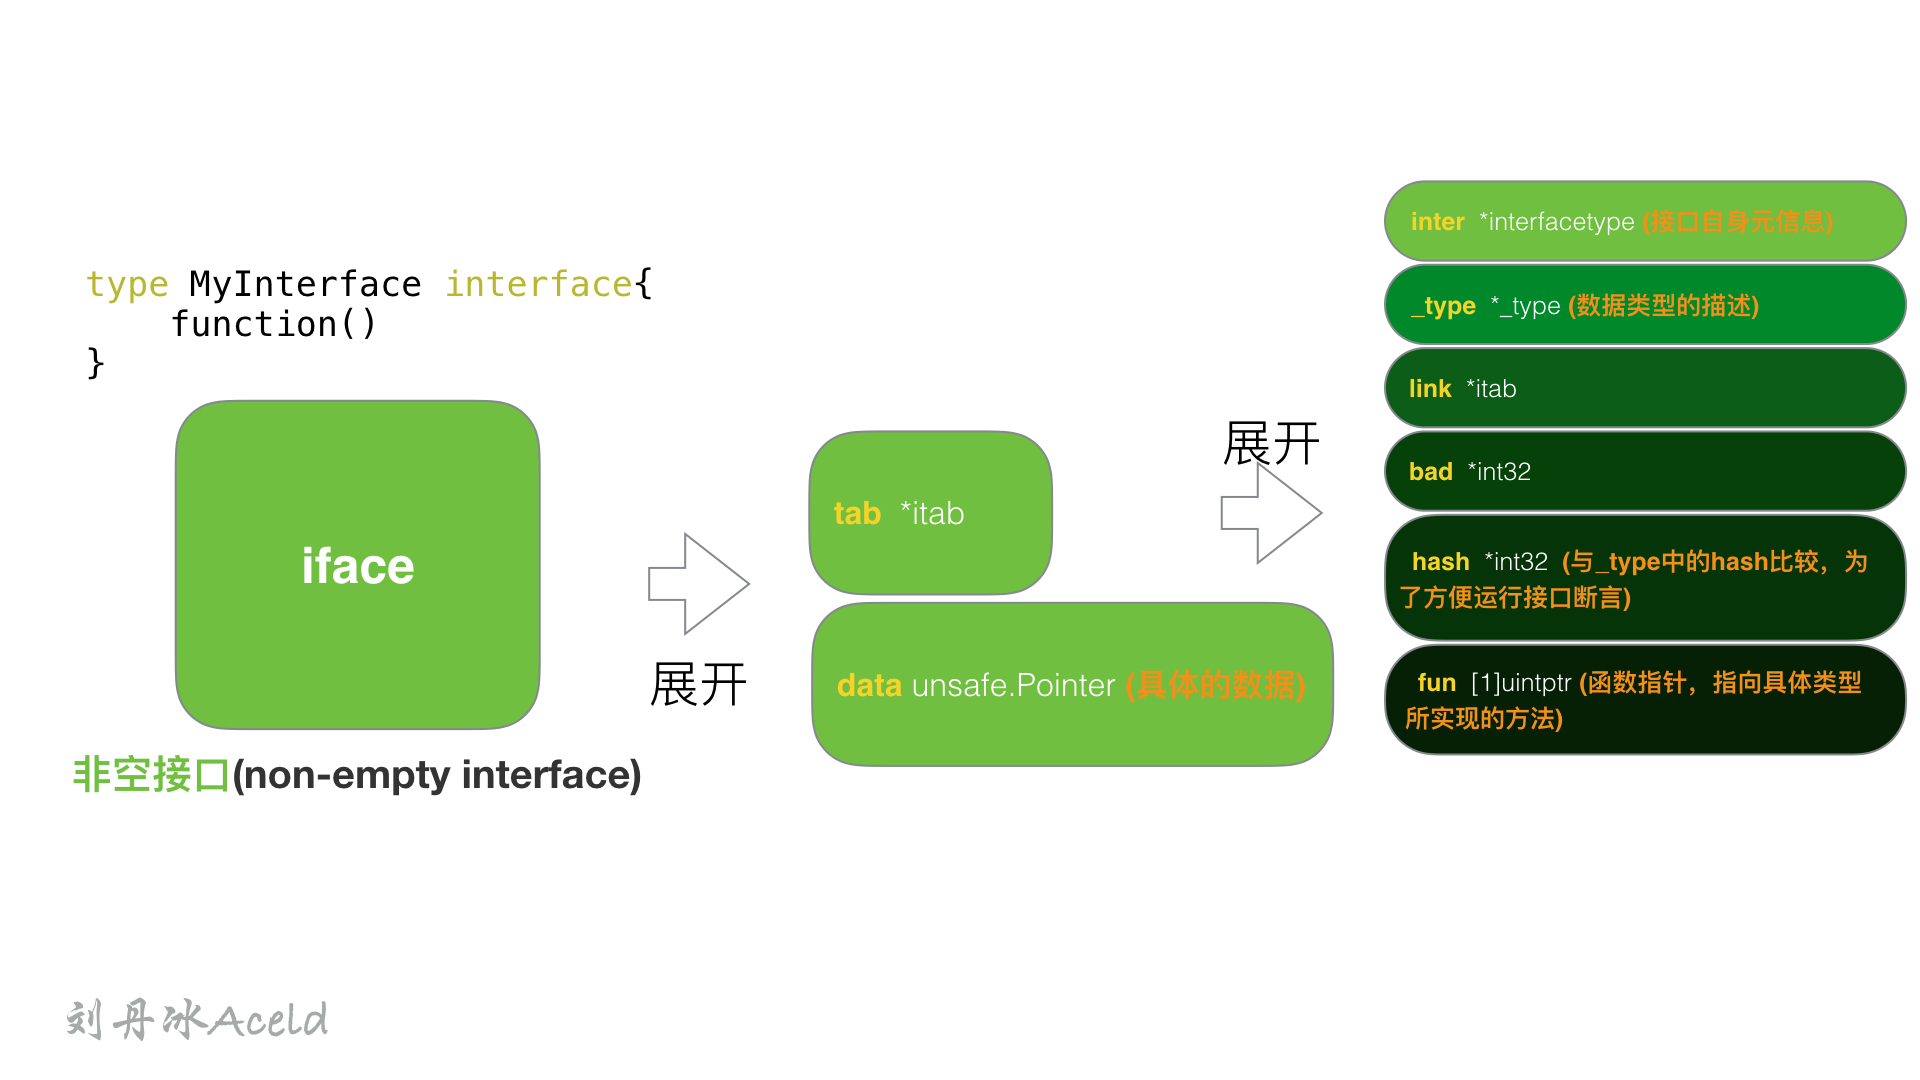 type MyInterface interface{
function()
}
iface
非空接口(non-empty interface)
展开
tab *itab
data unsafe.Pointer (具体的数据)
展开
inter *interfacetype (接口自身元信息)
_type *_type (数据类型的描述)
link *itab
bad *int32
hash *int32 (与_type中的hash比较，为
了方便运行接口断言)
fun [1]uintptr (函数指针，指向具体类型
所实现的方法)
刘丹冰Aceld